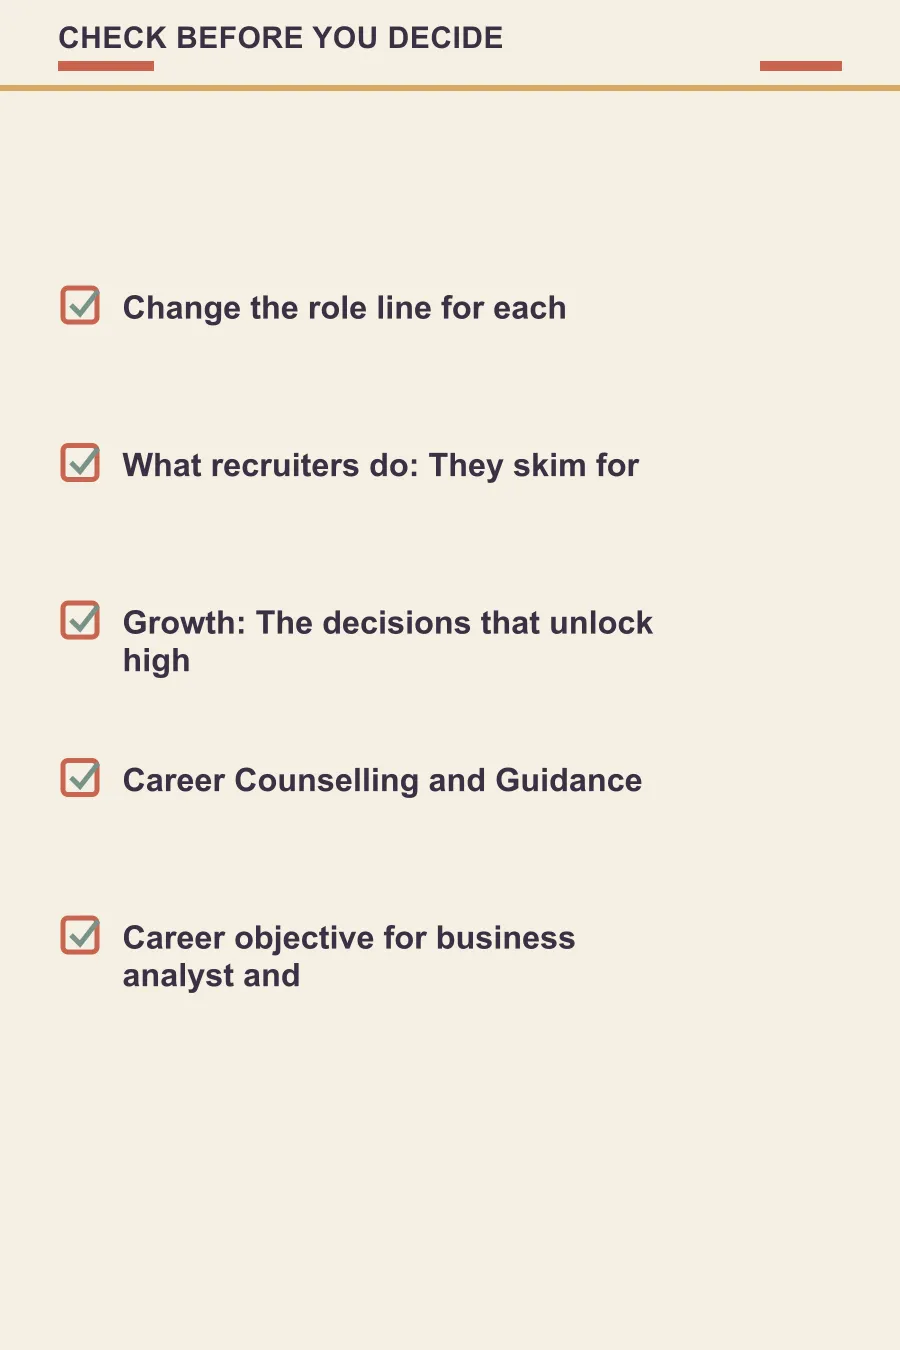 CHECK BEFORE YOU DECIDE
Change the role line for each
What recruiters do: They skim for
Growth: The decisions that unlock
high
Career Counselling and Guidance
Career objective for business
analyst and